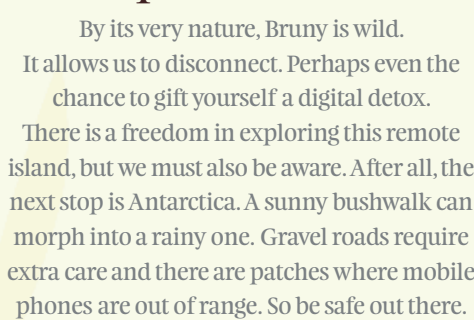 By its very nature, Bruny is wild.
It allows us to disconnect. Perhaps even the
chance to gift yourself a digital detox.
There is a freedom in exploring this remote
island, but we must also be aware. After all, the
next stop is Antarctica. A sunny bushwalk can
morph into a rainy one. Gravel roads require
extra care and there are patches where mobile
phones are out of range. So be safe out there.